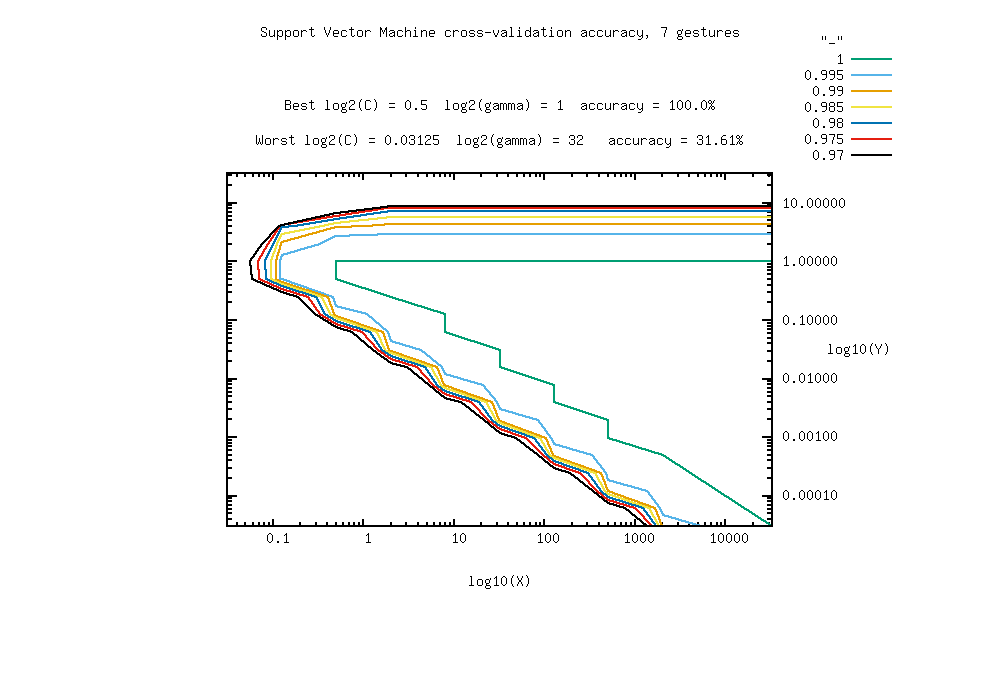 Support Vector Machine cross-validation accuracy, 7 gestures
"_"
1
0.995
0.99
0.985
0.98
0.975
0.97
Best log2(C) = 0.5  log2(gamma) = 1  accuracy = 100.0%
Worst log2(C) = 0.03125  log2(gamma) = 32   accuracy = 31.61%
10.00000
1.00000
0.10000
log10(Y)
0.01000
0.00100
0.00010
0.1 1 10 100 1000 10000
log10(X)